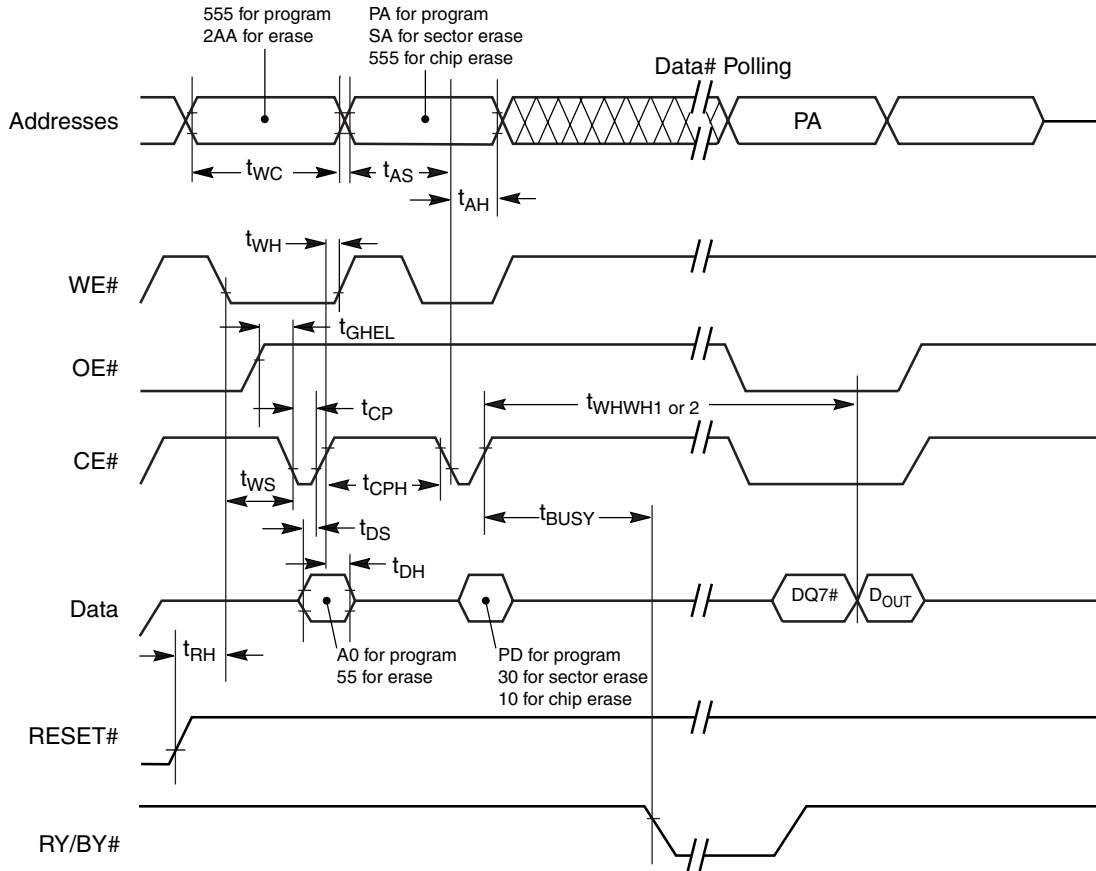 555 for program
2AA for erase
PA for program
SA for sector erase
555 for chip erase
Data# Polling
Addresses
PA
tWC
tAS
tAH
tWH
WE#
tGHEL
OE#
tWHWH1 or 2
tCP
CE#
tWS
tCPH
tBUSY
tDS
tDH
Data
DQ7#
DOUT
tRH
A0 for program
55 for erase
PD for program
30 for sector erase
10 for chip erase
RESET#
RY/BY#